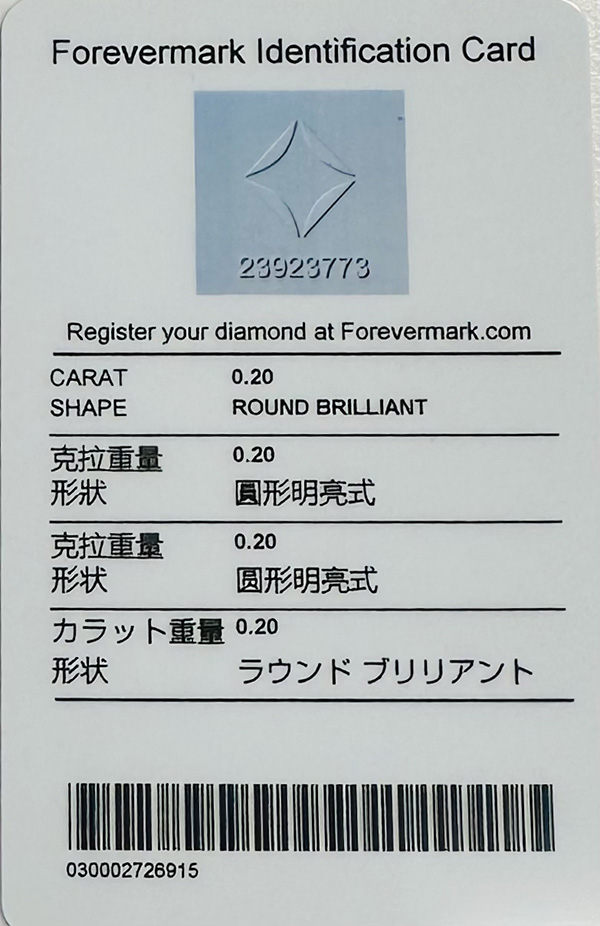 Forevermark Identification Card
23923773
Register your diamond at Forevermark.com
CARAT 0.20
SHAPE ROUND BRILLIANT
克拉重量 0.20
形狀 圓形明亮式
克拉重量 0.20
形状 圆形明亮式
カラット重量 0.20
形状 ラウンド ブリリアント
030002726915